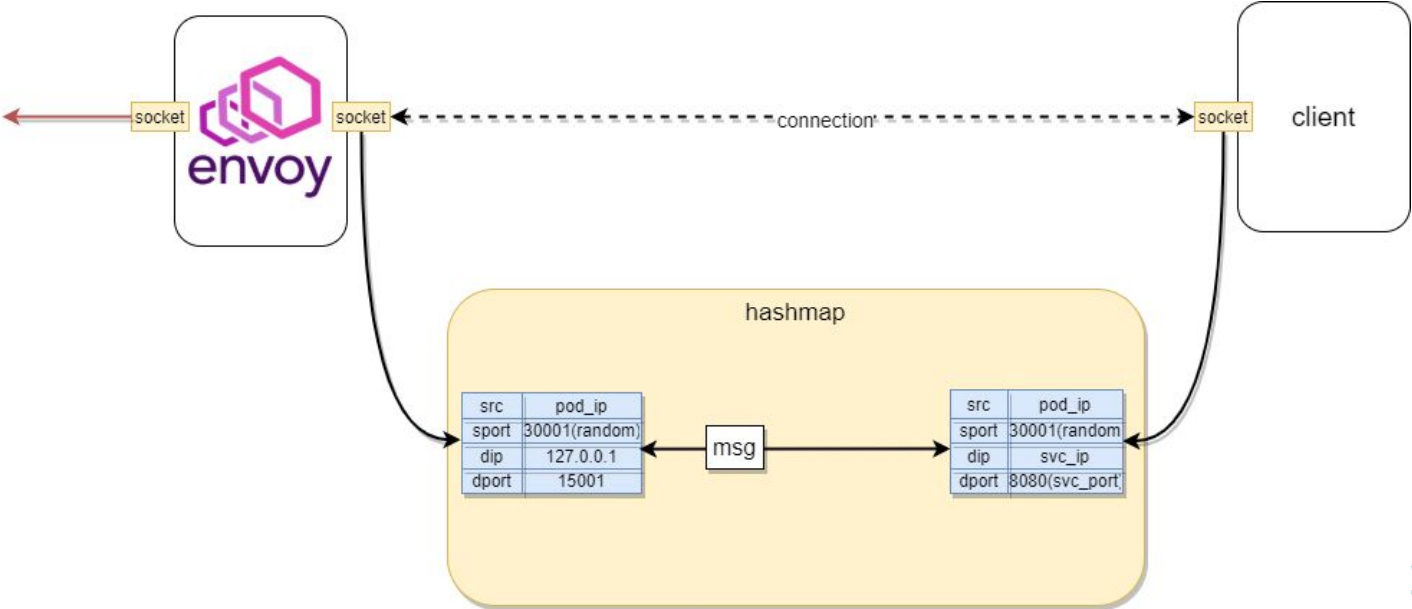 socket
envoy
socket
connection
socket
client
hashmap
src pod_ip
sport 30001(random)
dip 127.0.0.1
dport 15001
msg
src pod_ip
sport 30001(random
dip svc_ip
dport 8080(svc_port)